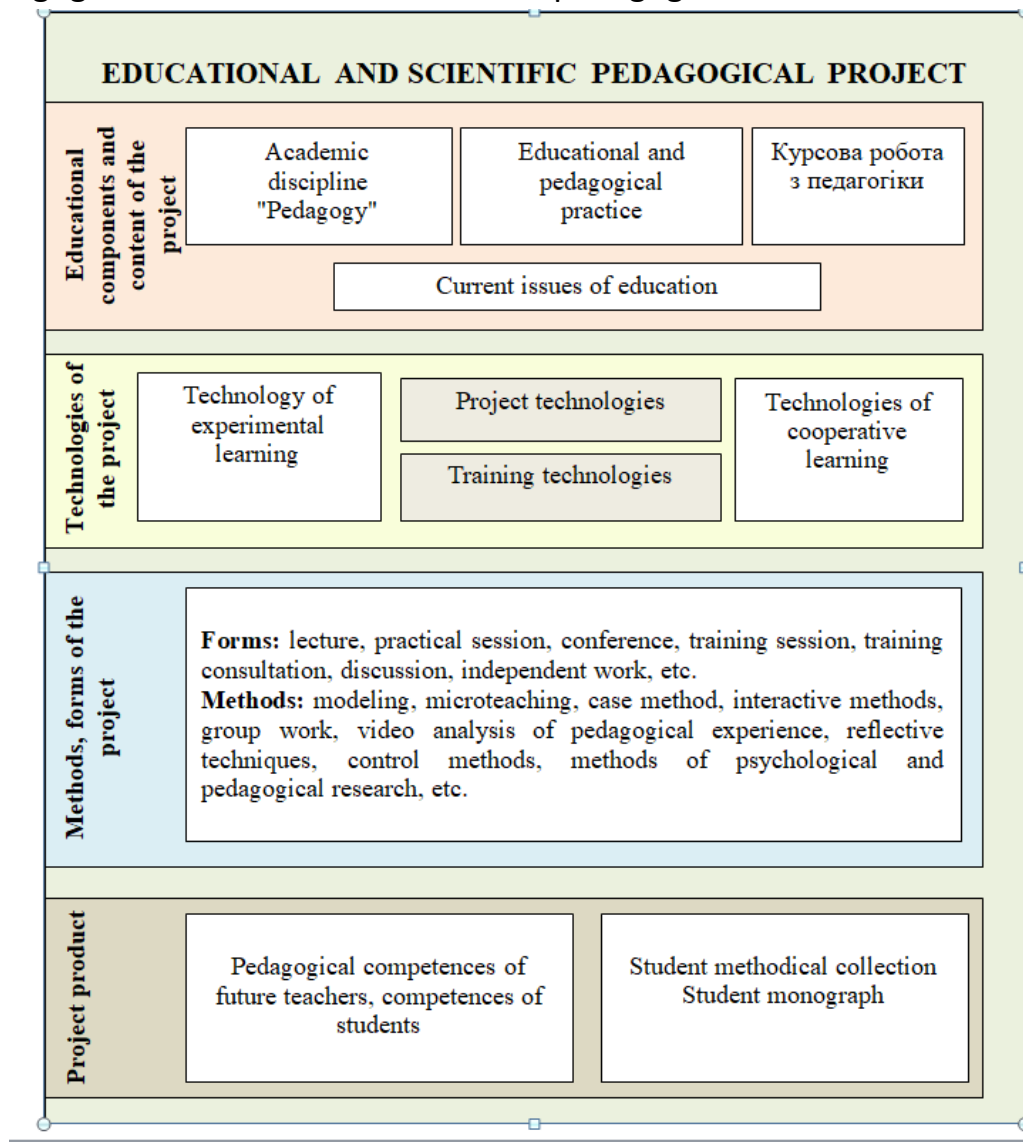 EDUCATIONAL AND SCIENTIFIC PEDAGOGICAL PROJECT
Educational
components and
content of the
project
Academic
discipline
"Pedagogy"
Educational and
pedagogical
practice
Курсова робота
з педагогіки
Current issues of education
Technologies of
the project
Technology of
experimental
learning
Project technologies
Training technologies
Technologies of
cooperative
learning
Methods, forms of the
project
Forms: lecture, practical session, conference, training session, training
consultation, discussion, independent work, etc.
Methods: modeling, microteaching, case method, interactive methods,
group work, video analysis of pedagogical experience, reflective
techniques, control methods, methods of psychological and
pedagogical research, etc.
Project product
Pedagogical competences of
future teachers, competences of
students
Student methodical collection
Student monograph